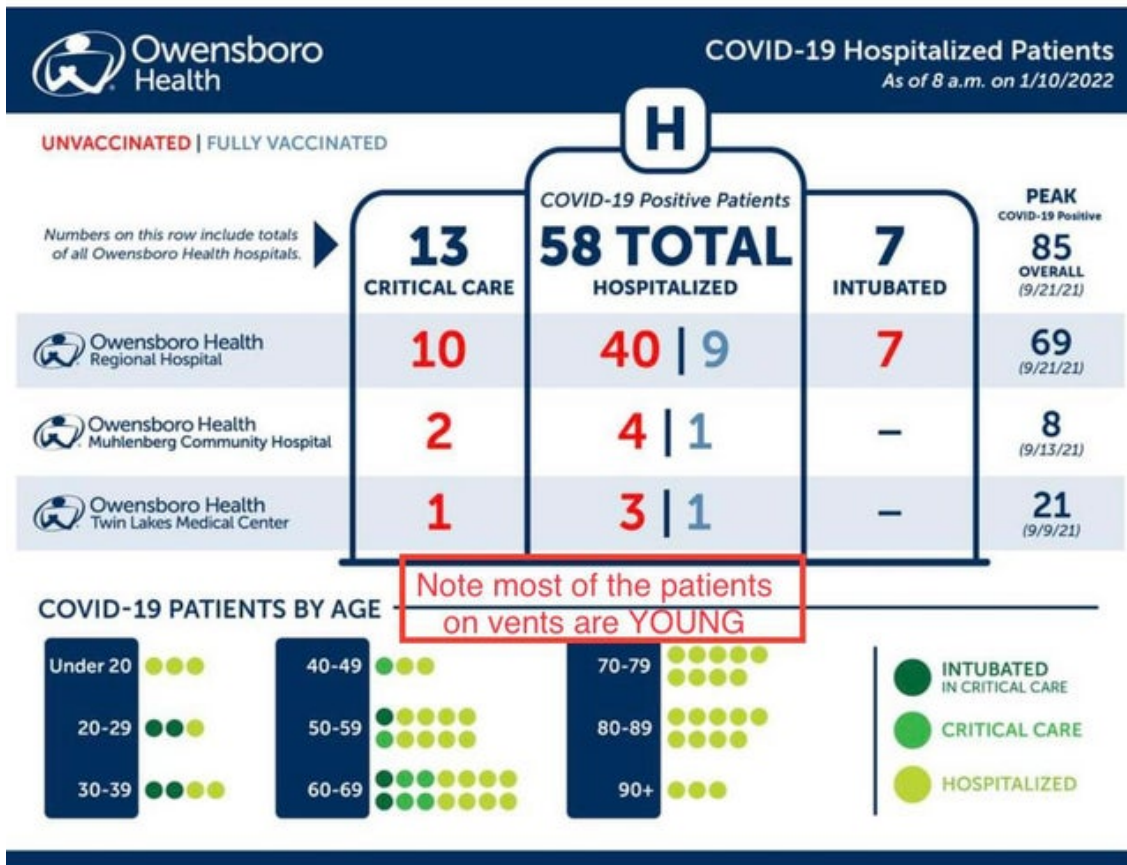 Owensboro
Health
COVID-19 Hospitalized Patients
As of 8 a.m. on 1/10/2022
UNVACCINATED | FULLY VACCINATED
H
Numbers on this row include totals
of all Owensboro Health hospitals.
13
CRITICAL CARE
COVID-19 Positive Patients
58 TOTAL
HOSPITALIZED
7
INTUBATED
PEAK
COVID-19 Positive
85
OVERALL
(9/21/21)
Owensboro Health
Regional Hospital
10
40 | 9
7
69
(9/21/21)
Owensboro Health
Muhlenberg Community Hospital
2
4 | 1
–
8
(9/13/21)
Owensboro Health
Twin Lakes Medical Center
1
3 | 1
–
21
(9/9/21)
Note most of the patients
on vents are YOUNG
COVID-19 PATIENTS BY AGE
Under 20
20-29
30-39
40-49
50-59
60-69
70-79
80-89
90+
INTUBATED
IN CRITICAL CARE
CRITICAL CARE
HOSPITALIZED